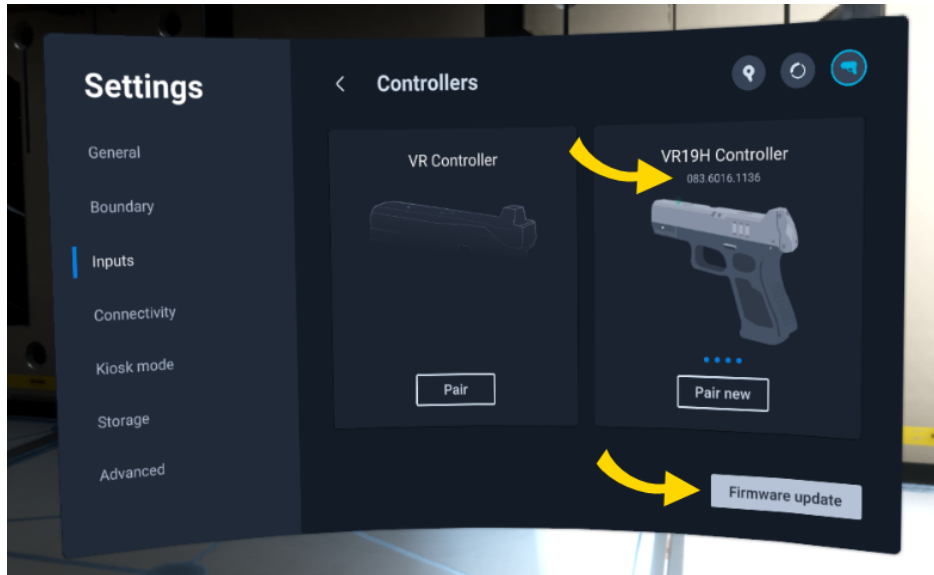 Settings
General
Boundary
Inputs
Connectivity
Kiosk mode
Storage
Advanced
Controllers
VR Controller
Pair
VR19H Controller
083.6016.1136
Pair new
Firmware update